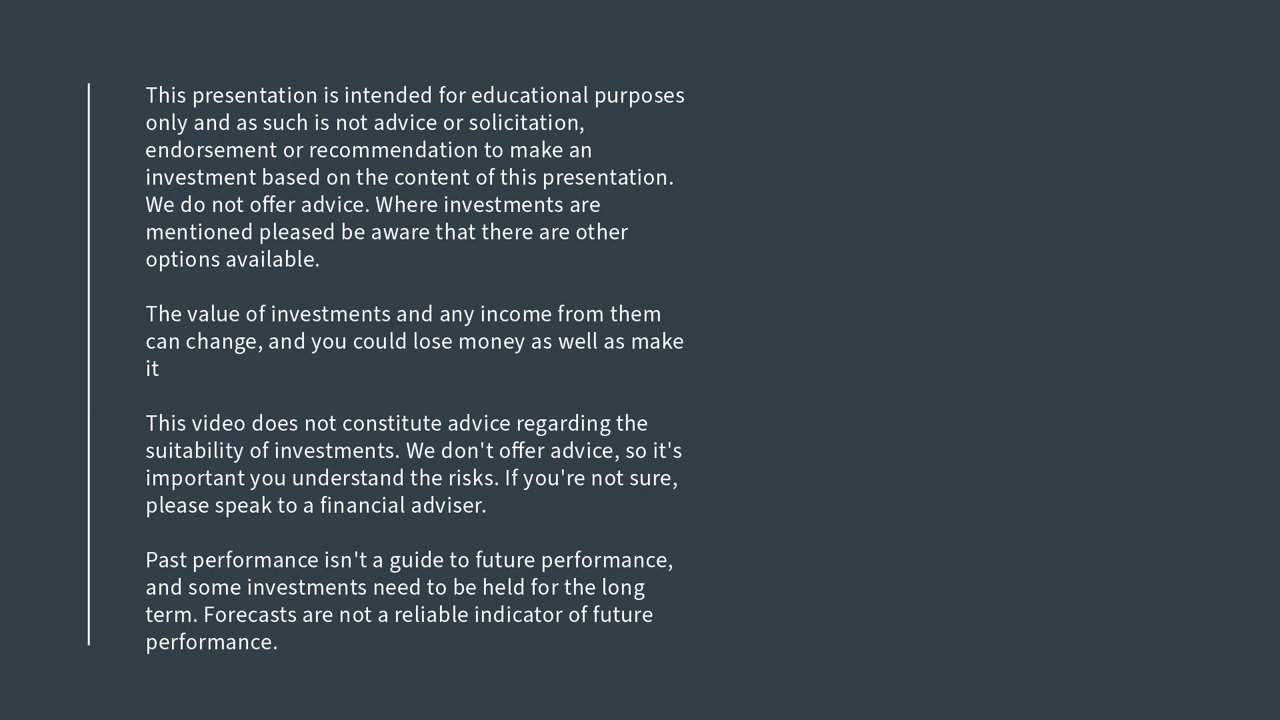 This presentation is intended for educational purposes
only and as such is not advice or solicitation,
endorsement or recommendation to make an
investment based on the content of this presentation.
We do not offer advice. Where investments are
mentioned pleased be aware that there are other
options available.
The value of investments and any income from them
can change, and you could lose money as well as make
it
This video does not constitute advice regarding the
suitability of investments. We don't offer advice, so it's
important you understand the risks. If you're not sure,
please speak to a financial adviser.
Past performance isn't a guide to future performance,
and some investments need to be held for the long
term. Forecasts are not a reliable indicator of future
performance.